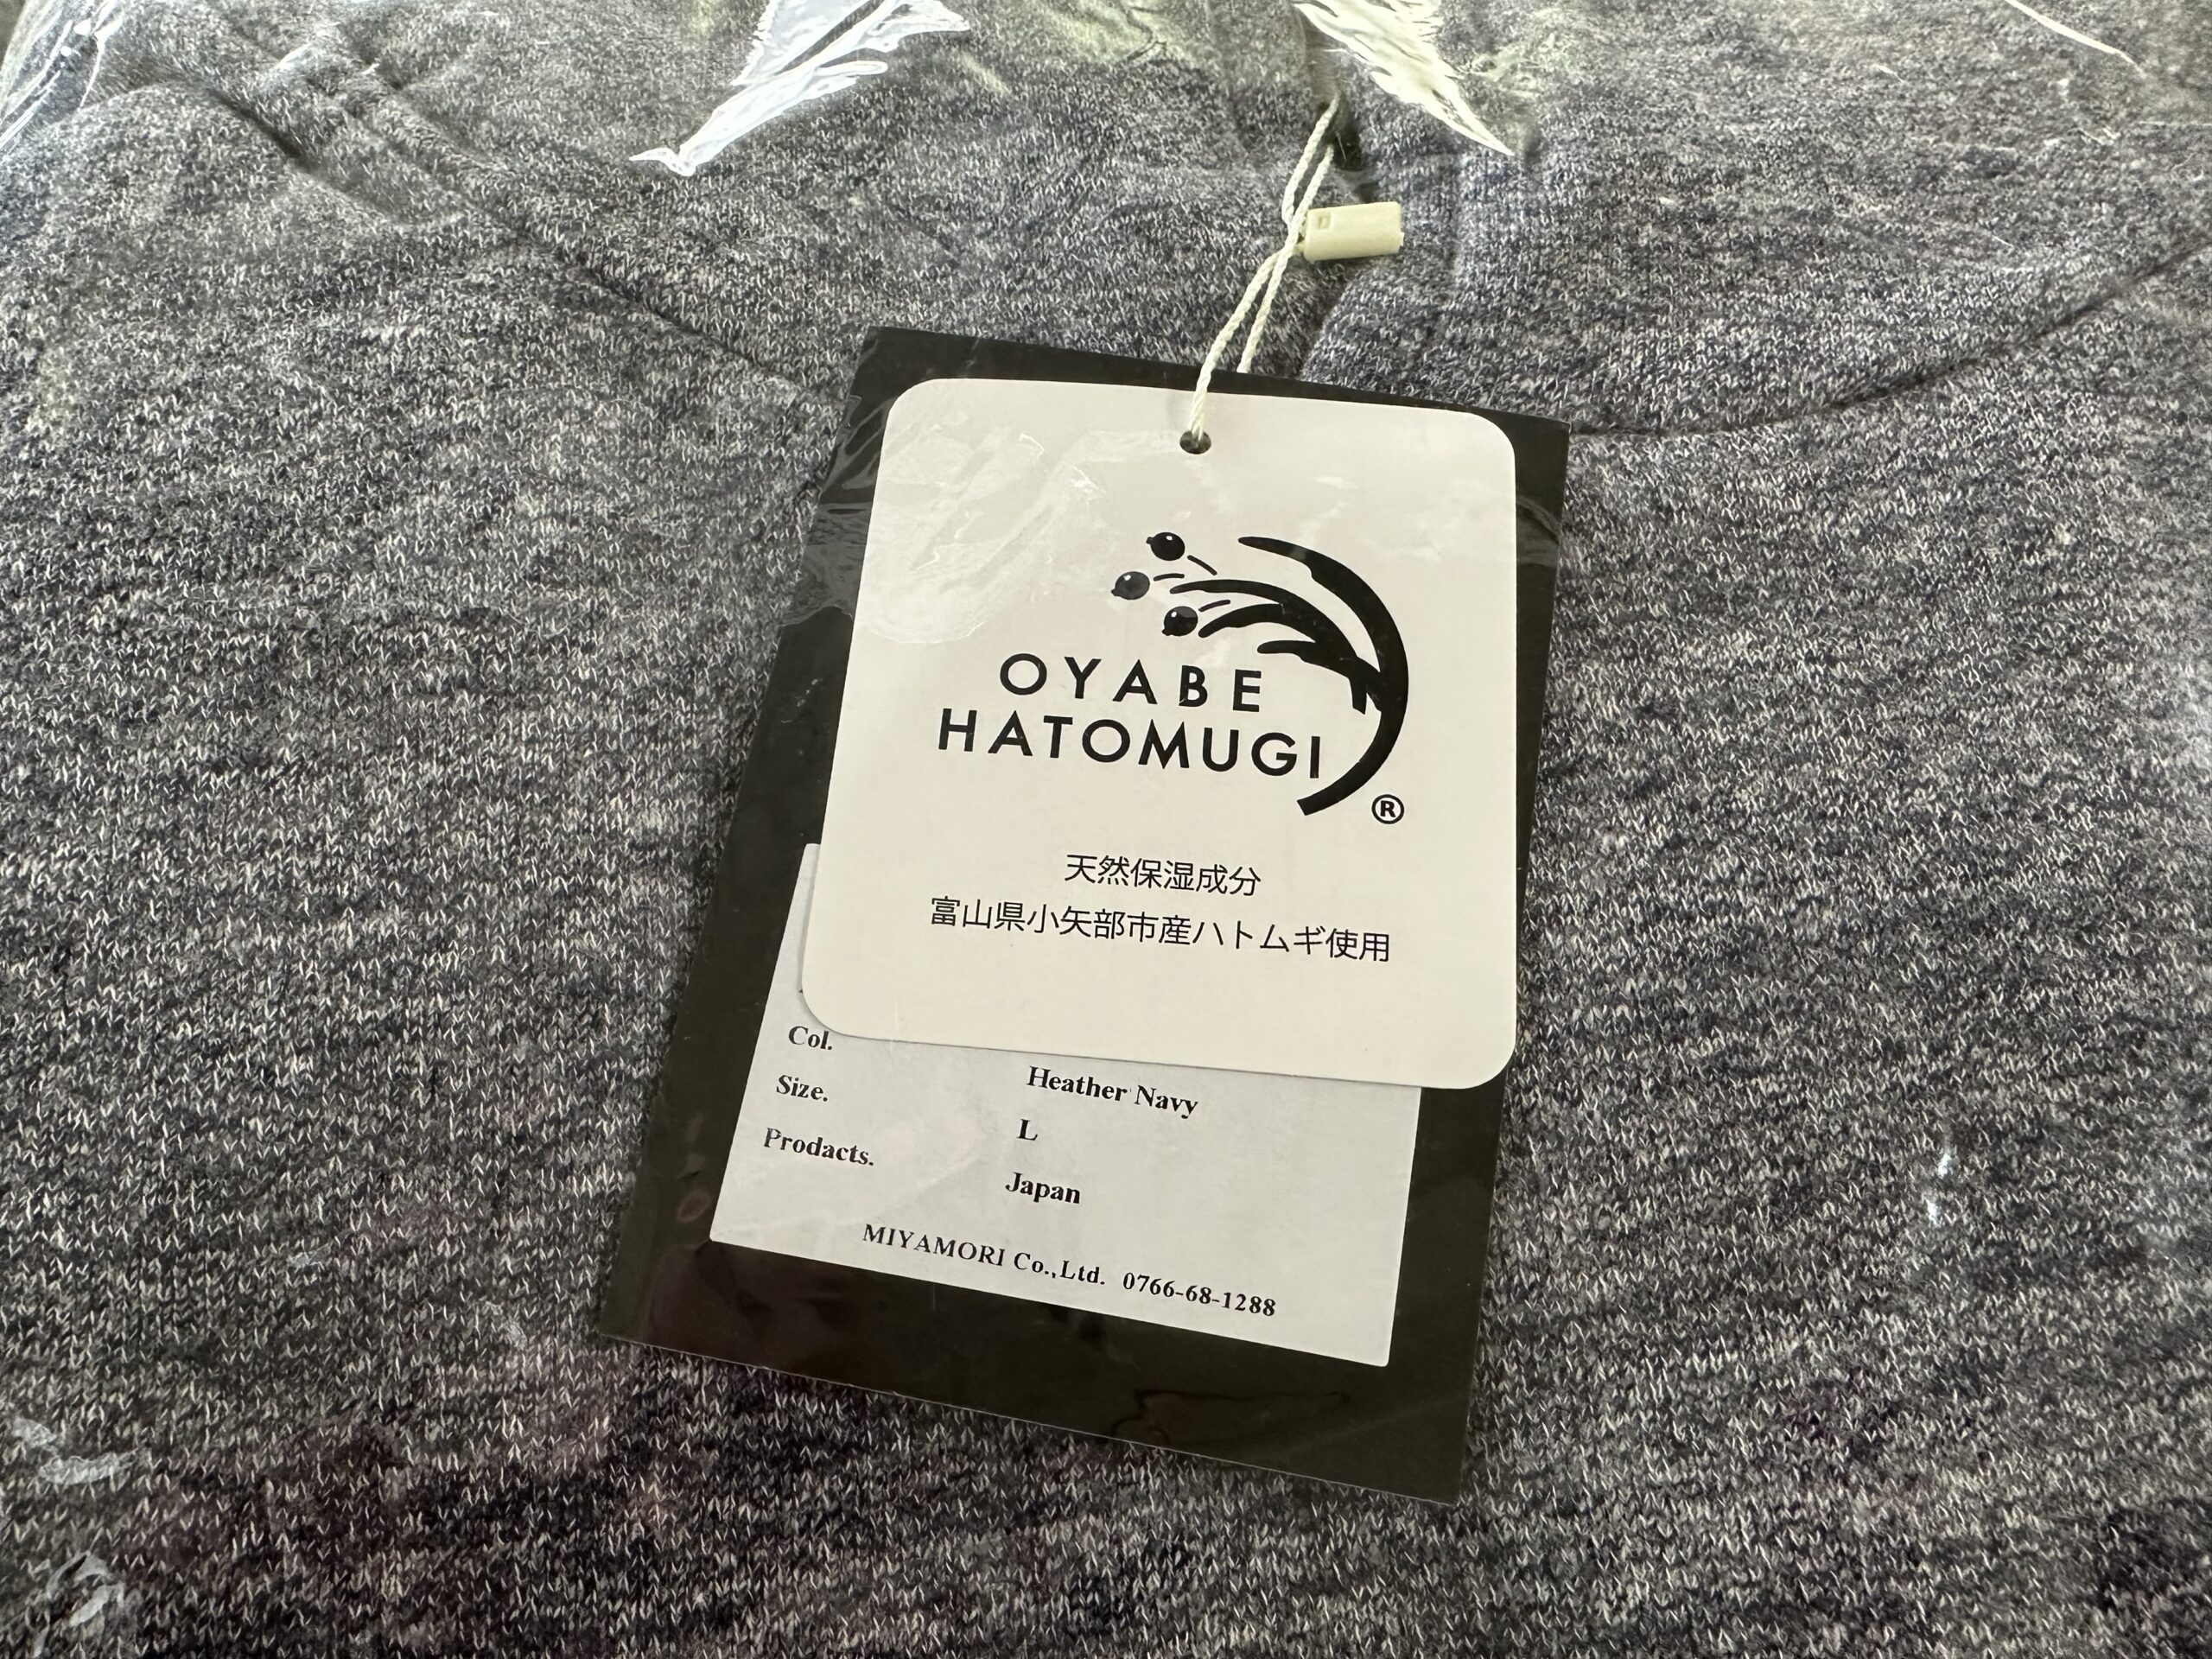 OYABE
HATOMUGI
®
天然保湿成分
富山県小矢部市産ハトムギ使用
Col. Heather Navy
Size. L
Prodacts. Japan
MIYAMORI Co.,Ltd. 0766-68-1288